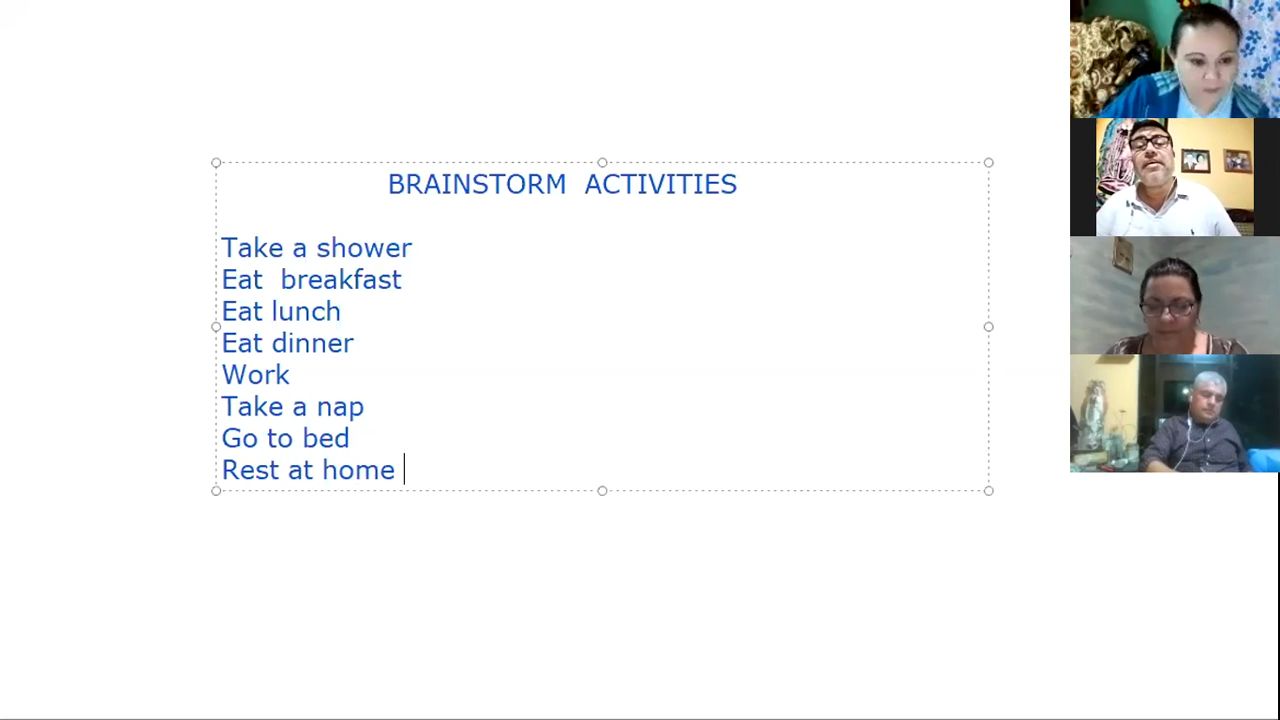 BRAINSTORM ACTIVITIES
Take a shower
Eat breakfast
Eat lunch
Eat dinner
Work
Take a nap
Go to bed
Rest at home